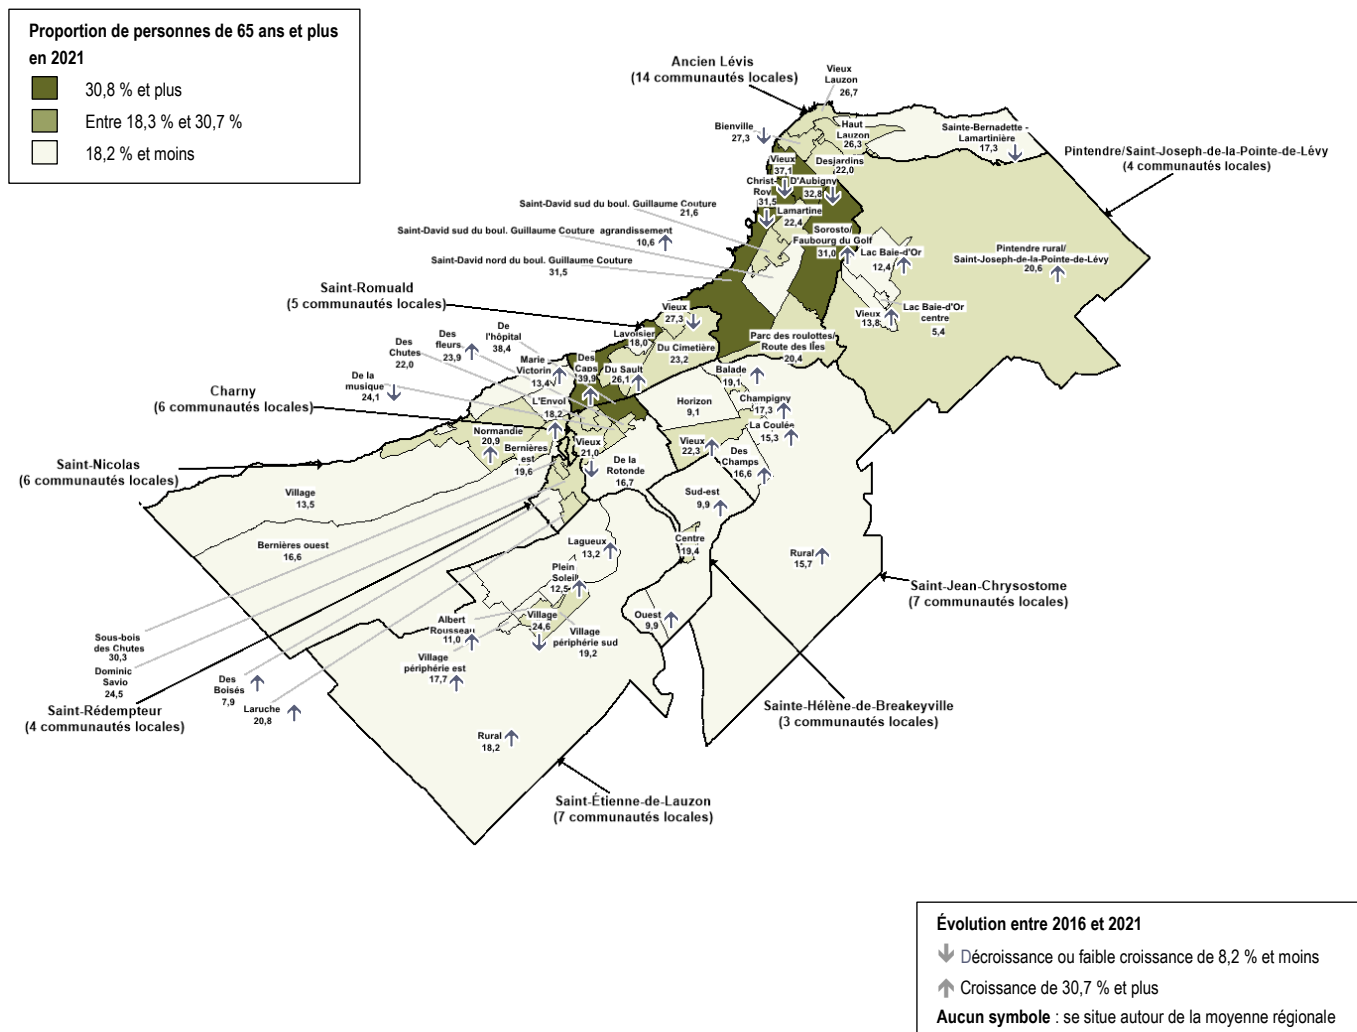 Proportion de personnes de 65 ans et plus
en 2021
30,8 % et plus
Entre 18,3 % et 30,7 %
18,2 % et moins
Ancien Lévis
(14 communautés locales)
Vieux
Lauzon
26,7
Bienville
27,3
Haut
Lauzon
26,3
Sainte-Bernadette -
Lamartinière
17,3
Pintendre/Saint-Joseph-de-la-Pointe-de-Lévy
(4 communautés locales)
Vieux
37,1
Desjardins
22,0
Christ-
Roy
31,5
D'Aubigny
32,8
Saint-David sud du boul. Guillaume Couture
21,6
Lamartine
22,4
Saint-David sud du boul. Guillaume Couture agrandissement
10,6
Sorosto/
Faubourg du Golf
31,0
Lac Baie-d'Or
12,4
Pintendre rural/
Saint-Joseph-de-la-Pointe-de-Lévy
20,6
Saint-David nord du boul. Guillaume Couture
31,5
Saint-Romuald
(5 communautés locales)
Vieux
27,3
Lac Baie-d'Or
centre
5,4
Vieux
13,8
Lavoisier
18,0
Du Cimetière
23,2
Parc des roulottes/
Route des Îles
20,4
De
l'hôpital
38,4
Des
fleurs
23,9
Des
Chutes
22,0
Marie
Victorin
13,4
Des
Caps
39,9
Du Sault
26,1
Balade
19,1
De la
musique
24,1
Charny
(6 communautés locales)
L'Envol
18,2
Horizon
9,1
Champigny
17,3
La Coulée
15,3
Normandie
20,9
Bernières
est
19,6
Vieux
21,0
De la
Rotonde
16,7
Vieux
22,3
Des
Champs
16,6
Saint-Nicolas
(6 communautés locales)
Village
13,5
Sud-est
9,9
Bernières ouest
16,6
Lagueux
13,2
Centre
19,4
Rural
15,7
Plein
Soleil
12,5
Saint-Jean-Chrysostome
(7 communautés locales)
Albert
Rousseau
11,0
Village
24,6
Village
périphérie sud
19,2
Ouest
9,9
Sous-bois
des Chutes
30,3
Village
périphérie est
17,7
Dominic
Savio
24,5
Des
Boisés
7,9
Laruche
20,8
Saint-Rédempteur
(4 communautés locales)
Sainte-Hélène-de-Breakeyville
(3 communautés locales)
Rural
18,2
Saint-Étienne-de-Lauzon
(7 communautés locales)
Évolution entre 2016 et 2021
Décroissance ou faible croissance de 8,2 % et moins
Croissance de 30,7 % et plus
Aucun symbole : se situe autour de la moyenne régionale